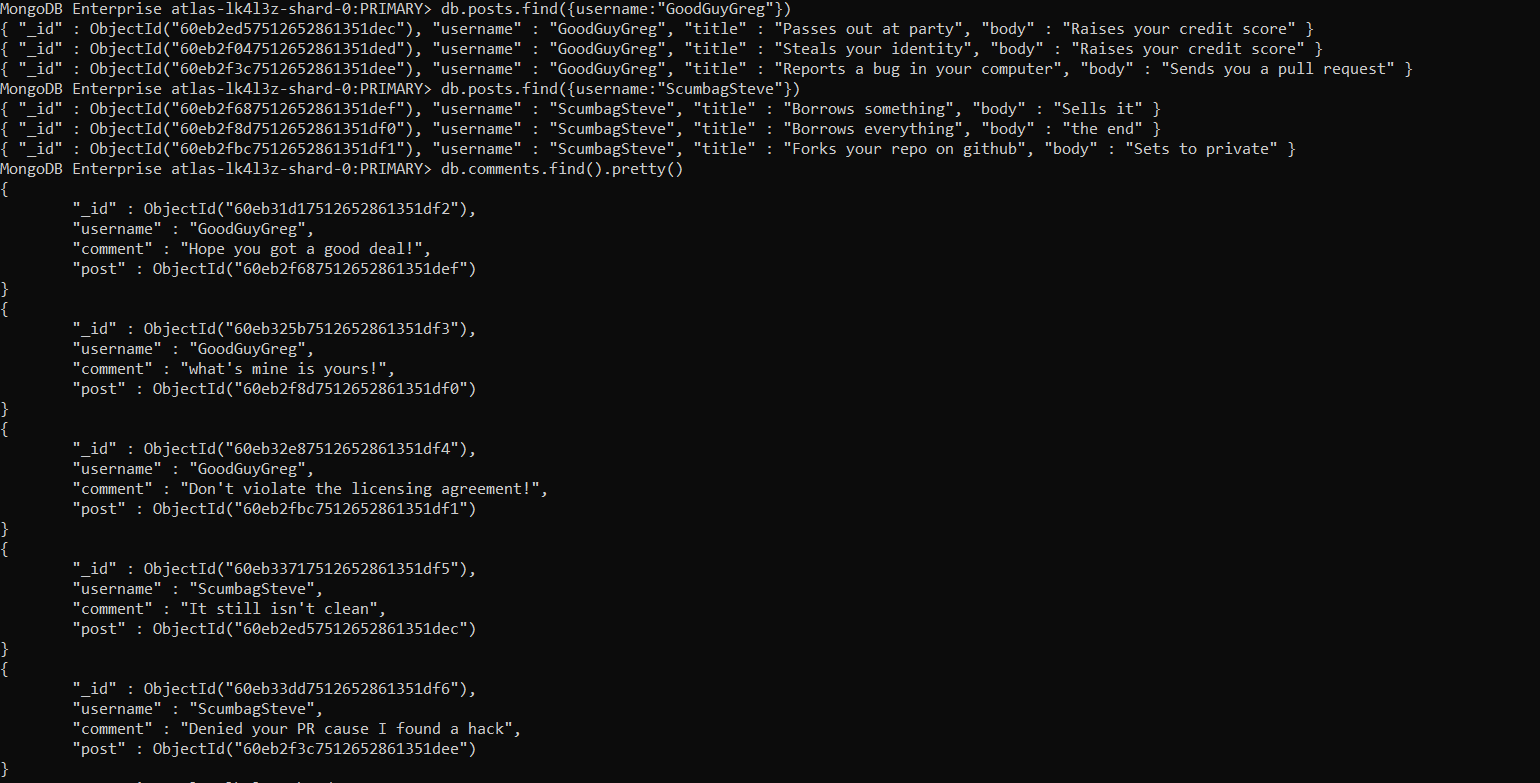 MongoDB Enterprise atlas-lk4l3z-shard-0:PRIMARY> db.posts.find({username:"GoodGuyGreg"})
{ "_id" : ObjectId("60eb2ed57512652861351dec"), "username" : "GoodGuyGreg", "title" : "Passes out at party", "body" : "Raises your credit score" }
{ "_id" : ObjectId("60eb2f047512652861351ded"), "username" : "GoodGuyGreg", "title" : "Steals your identity", "body" : "Raises your credit score" }
{ "_id" : ObjectId("60eb2f3c7512652861351dee"), "username" : "GoodGuyGreg", "title" : "Reports a bug in your computer", "body" : "Sends you a pull request" }
MongoDB Enterprise atlas-lk4l3z-shard-0:PRIMARY> db.posts.find({username:"ScumbagSteve"})
{ "_id" : ObjectId("60eb2f687512652861351def"), "username" : "ScumbagSteve", "title" : "Borrows something", "body" : "Sells it" }
{ "_id" : ObjectId("60eb2f8d7512652861351df0"), "username" : "ScumbagSteve", "title" : "Borrows everything", "body" : "the end" }
{ "_id" : ObjectId("60eb2fbc7512652861351df1"), "username" : "ScumbagSteve", "title" : "Forks your repo on github", "body" : "Sets to private" }
MongoDB Enterprise atlas-lk4l3z-shard-0:PRIMARY> db.comments.find().pretty()
{
"_id" : ObjectId("60eb31d17512652861351df2"),
"username" : "GoodGuyGreg",
"comment" : "Hope you got a good deal!",
"post" : ObjectId("60eb2f687512652861351def")
}
{
"_id" : ObjectId("60eb325b7512652861351df3"),
"username" : "GoodGuyGreg",
"comment" : "what's mine is yours!",
"post" : ObjectId("60eb2f8d7512652861351df0")
}
{
"_id" : ObjectId("60eb32e87512652861351df4"),
"username" : "GoodGuyGreg",
"comment" : "Don't violate the licensing agreement!",
"post" : ObjectId("60eb2fbc7512652861351df1")
}
{
"_id" : ObjectId("60eb33717512652861351df5"),
"username" : "ScumbagSteve",
"comment" : "It still isn't clean",
"post" : ObjectId("60eb2ed57512652861351dec")
}
{
"_id" : ObjectId("60eb33dd7512652861351df6"),
"username" : "ScumbagSteve",
"comment" : "Denied your PR cause I found a hack",
"post" : ObjectId("60eb2f3c7512652861351dee")
}